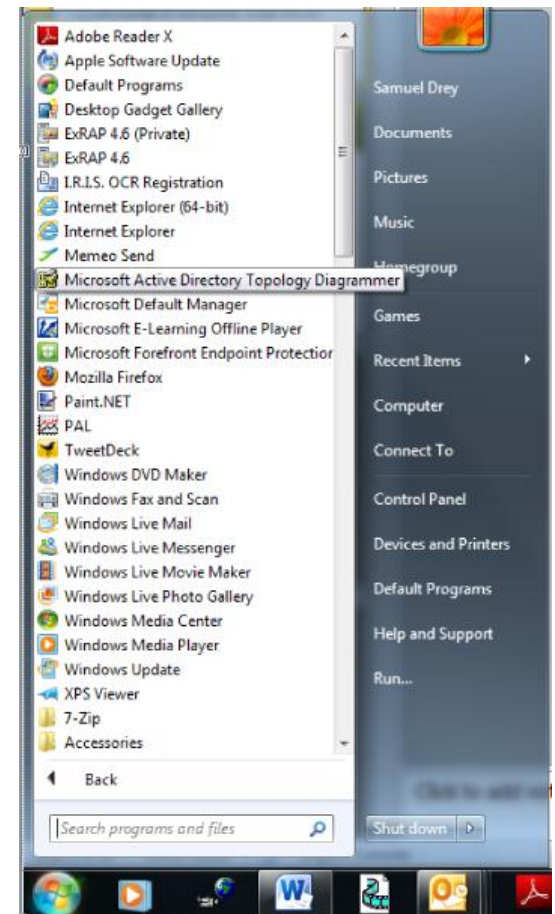 Adobe Reader X
Apple Software Update
Default Programs
Desktop Gadget Gallery
ExRAP 4.6 (Private)
ExRAP 4.6
I.R.I.S. OCR Registration
Internet Explorer (64-bit)
Internet Explorer
Memeo Send
Microsoft Active Directory Topology Diagrammer
Microsoft Default Manager
Microsoft E-Learning Offline Player
Microsoft Forefront Endpoint Protection
Mozilla Firefox
Paint.NET
PAL
TweetDeck
Windows DVD Maker
Windows Fax and Scan
Windows Live Mail
Windows Live Messenger
Windows Live Movie Maker
Windows Live Photo Gallery
Windows Media Center
Windows Media Player
Windows Update
XPS Viewer
7-Zip
Accessories
Back
Search programs and files
Samuel Drey
Documents
Pictures
Music
Homegroup
Games
Recent Items
Computer
Connect To
Control Panel
Devices and Printers
Default Programs
Help and Support
Run...
Click to add
Shut down